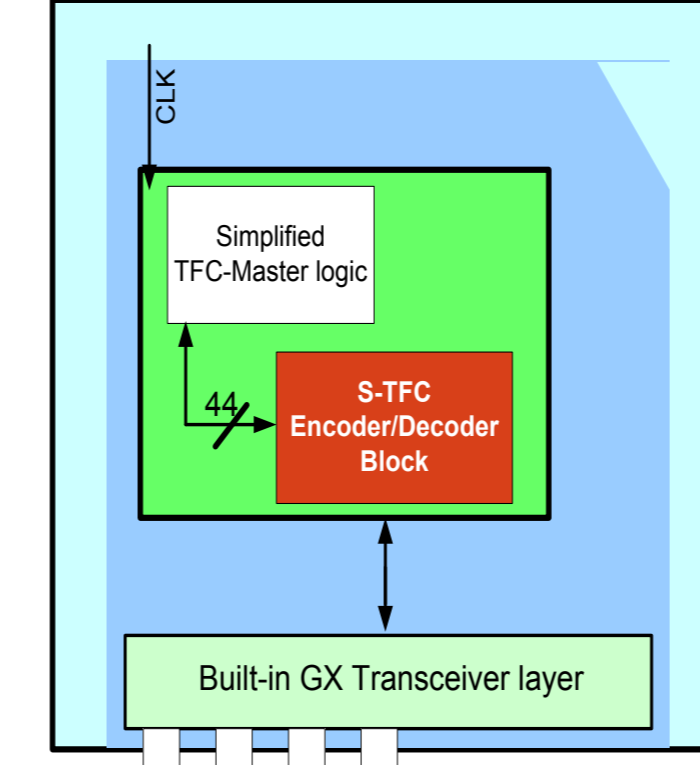 CLK
Simplified
TFC-Master logic
44
S-TFC
Encoder/Decoder
Block
Built-in GX Transceiver layer